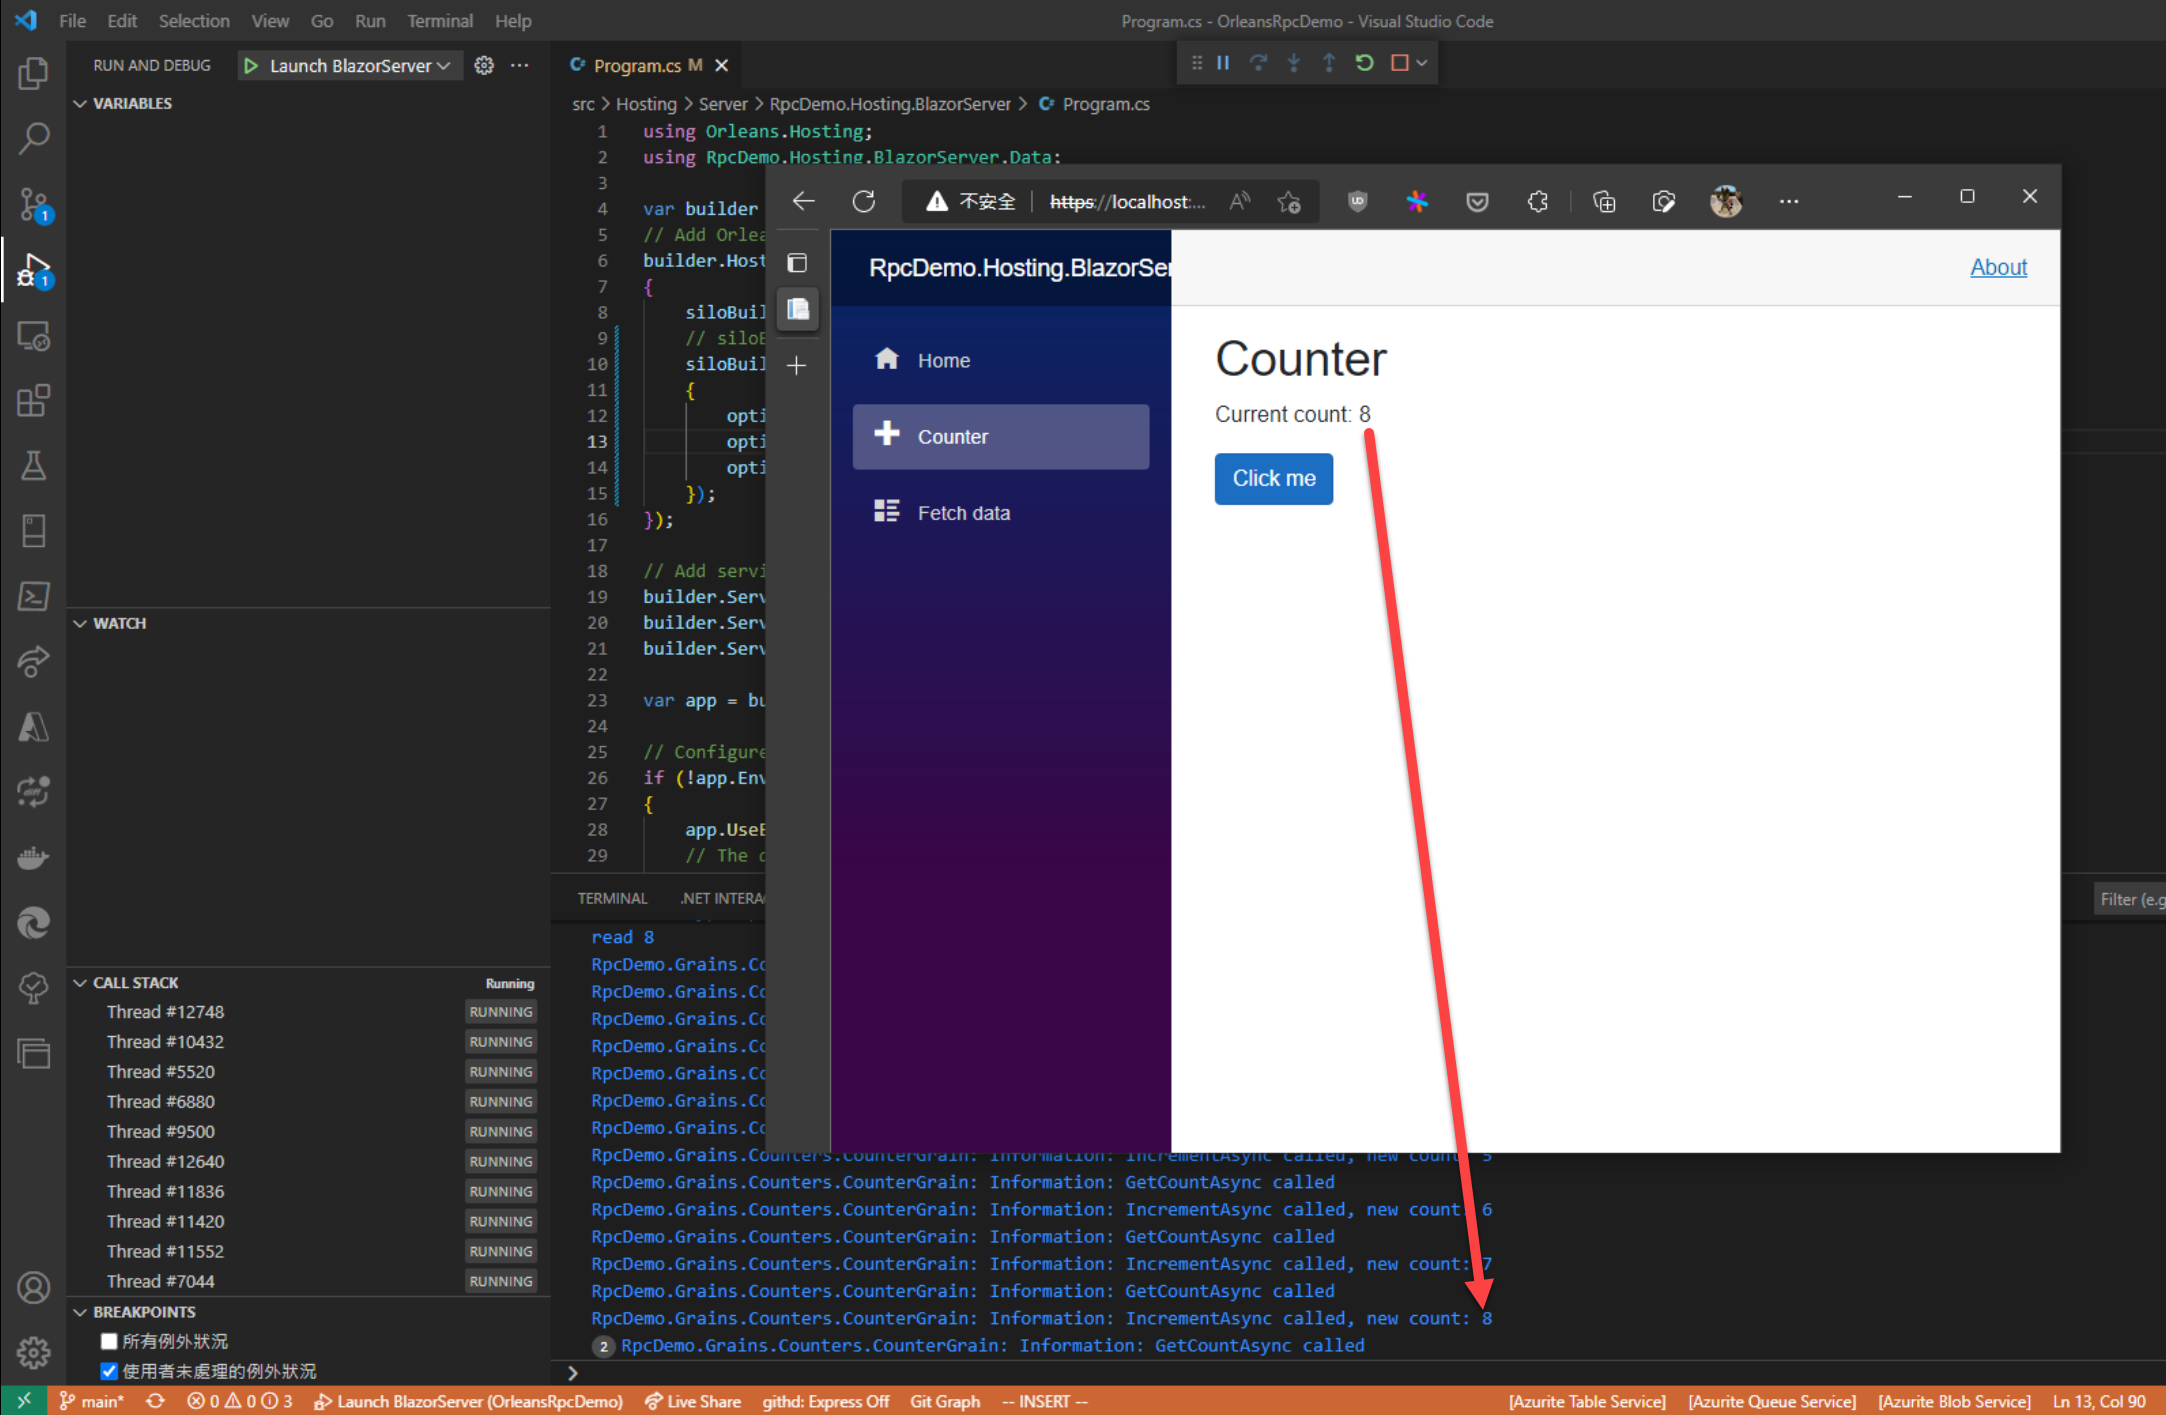 File Edit Selection View Go Run Terminal Help
Program.cs - OrleansRpcDemo - Visual Studio Code
RUN AND DEBUG
Launch BlazorServer
Program.cs M
VARIABLES
src > Hosting > Server > RpcDemo.Hosting.BlazorServer > Program.cs
1 using Orleans.Hosting;
2 using RpcDemo.Hosting.BlazorServer.Data;
3
4 var builder
5 // Add Orlea
6 builder.Host
7 {
8 siloBuil
9 // siloB
10 siloBuil
11 {
12 opti
13 opti
14 opti
15 });
16 });
17
18 // Add servi
19 builder.Serv
20 builder.Serv
21 builder.Serv
22
23 var app = bu
24
25 // Configure
26 if (!app.Env
27 {
28 app.UseE
29 // The d
不安全
https://localhost:...
RpcDemo.Hosting.BlazorSer
About
Home
Counter
Fetch data
Counter
Current count: 8
Click me
WATCH
CALL STACK Running
Thread #12748 RUNNING
Thread #10432 RUNNING
Thread #5520 RUNNING
Thread #6880 RUNNING
Thread #9500 RUNNING
Thread #12640 RUNNING
Thread #11836 RUNNING
Thread #11420 RUNNING
Thread #11552 RUNNING
Thread #7044 RUNNING
BREAKPOINTS
所有例外狀況
使用者未處理的例外狀況
1
1
TERMINAL .NET INTERA
Filter (e.g
read 8
RpcDemo.Grains.Co
RpcDemo.Grains.Co
RpcDemo.Grains.Co
RpcDemo.Grains.Co
RpcDemo.Grains.Co
RpcDemo.Grains.Co
RpcDemo.Grains.Co
RpcDemo.Grains.Counters.CounterGrain: Information: IncrementAsync called, new count: 5
RpcDemo.Grains.Counters.CounterGrain: Information: GetCountAsync called
RpcDemo.Grains.Counters.CounterGrain: Information: IncrementAsync called, new count: 6
RpcDemo.Grains.Counters.CounterGrain: Information: GetCountAsync called
RpcDemo.Grains.Counters.CounterGrain: Information: IncrementAsync called, new count: 7
RpcDemo.Grains.Counters.CounterGrain: Information: GetCountAsync called
RpcDemo.Grains.Counters.CounterGrain: Information: IncrementAsync called, new count: 8
2 RpcDemo.Grains.Counters.CounterGrain: Information: GetCountAsync called
main* 0 0 3 Launch BlazorServer (OrleansRpcDemo) Live Share githd: Express Off Git Graph -- INSERT --
[Azurite Table Service] [Azurite Queue Service] [Azurite Blob Service] Ln 13, Col 90